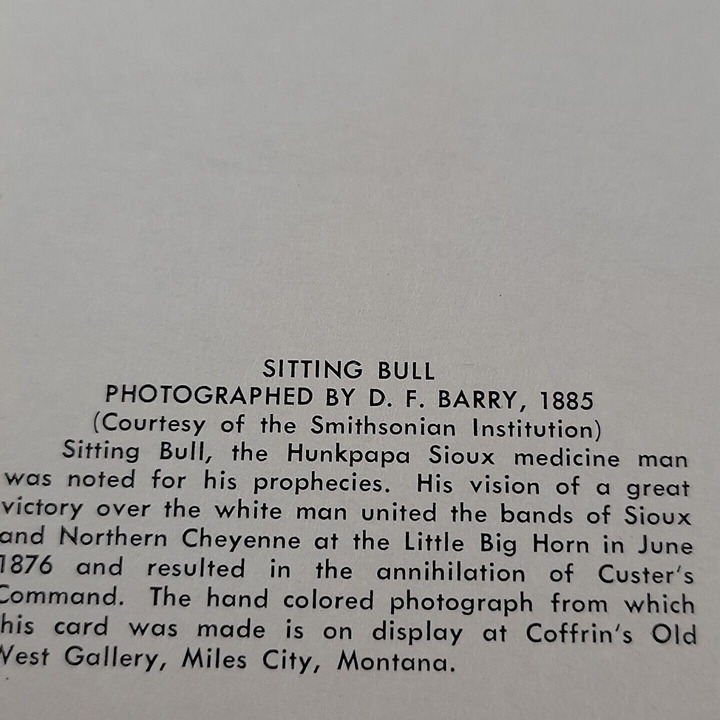 SITTING BULL
PHOTOGRAPHED BY D. F. BARRY, 1885
(Courtesy of the Smithsonian Institution)
Sitting Bull, the Hunkpapa Sioux medicine man
was noted for his prophecies. His vision of a great
victory over the white man united the bands of Sioux
and Northern Cheyenne at the Little Big Horn in June
1876 and resulted in the annihilation of Custer's
Command. The hand colored photograph from which
his card was made is on display at Coffrin's Old
West Gallery, Miles City, Montana.